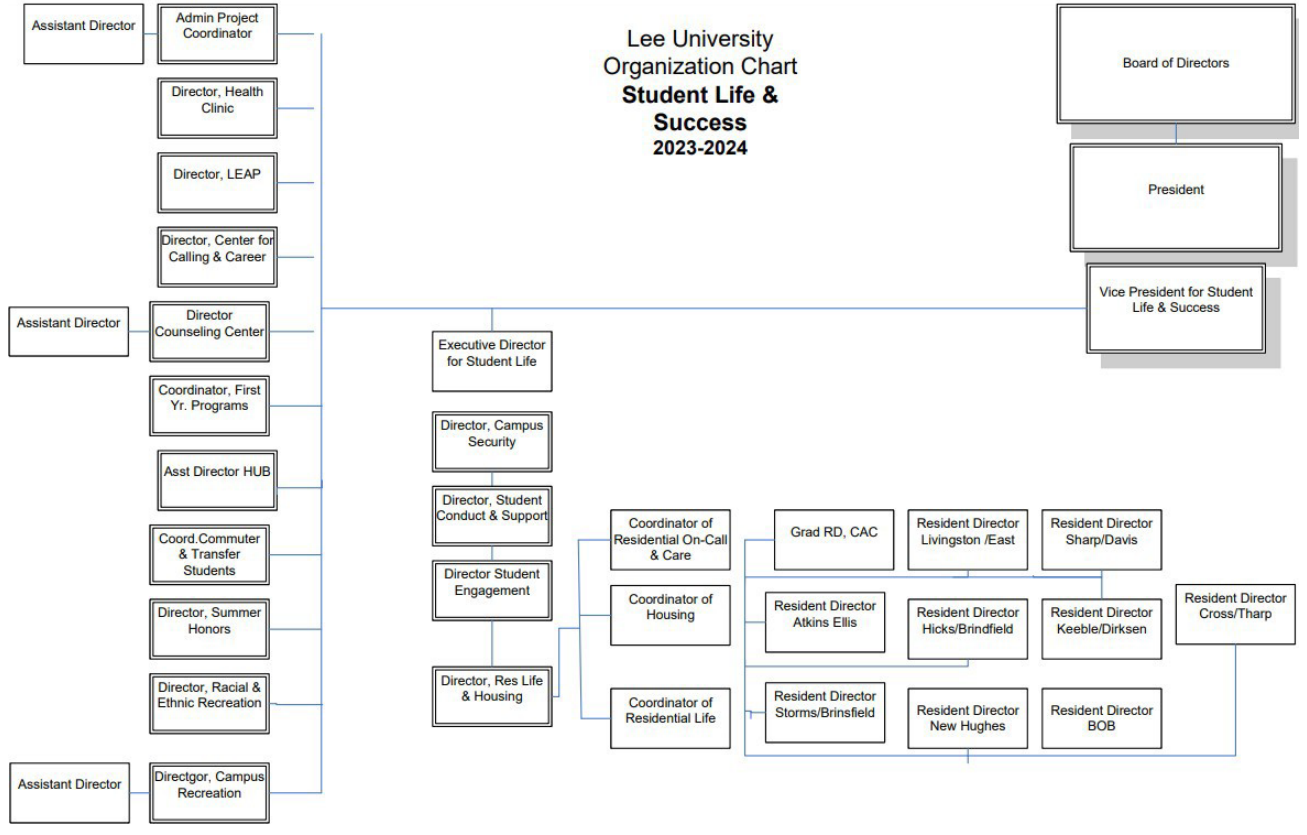 Lee University
Organization Chart
Student Life &
Success
2023-2024
Board of Directors
President
Vice President for Student
Life & Success
Assistant Director
Admin Project
Coordinator
Director, Health
Clinic
Director, LEAP
Director, Center for
Calling & Career
Assistant Director
Director
Counseling Center
Coordinator, First
Yr. Programs
Asst Director HUB
Coord.Commuter
& Transfer
Students
Director, Summer
Honors
Director, Racial &
Ethnic Recreation
Assistant Director
Directgor, Campus
Recreation
Executive Director
for Student Life
Director, Campus
Security
Director, Student
Conduct & Support
Director Student
Engagement
Director, Res Life
& Housing
Coordinator of
Residential On-Call
& Care
Coordinator of
Housing
Coordinator of
Residential Life
Grad RD, CAC
Resident Director
Livingston /East
Resident Director
Sharp/Davis
Resident Director
Atkins Ellis
Resident Director
Hicks/Brindfield
Resident Director
Keeble/Dirksen
Resident Director
Cross/Tharp
Resident Director
Storms/Brinsfield
Resident Director
New Hughes
Resident Director
BOB